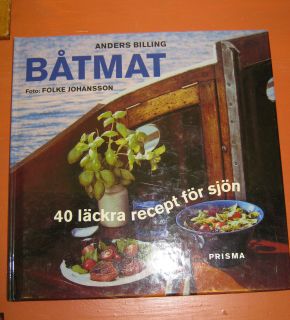 ANDERS BILLING
BÅTMAT
Foto: FOLKE JOHANSSON
40 läckra recept för sjön
PRISMA